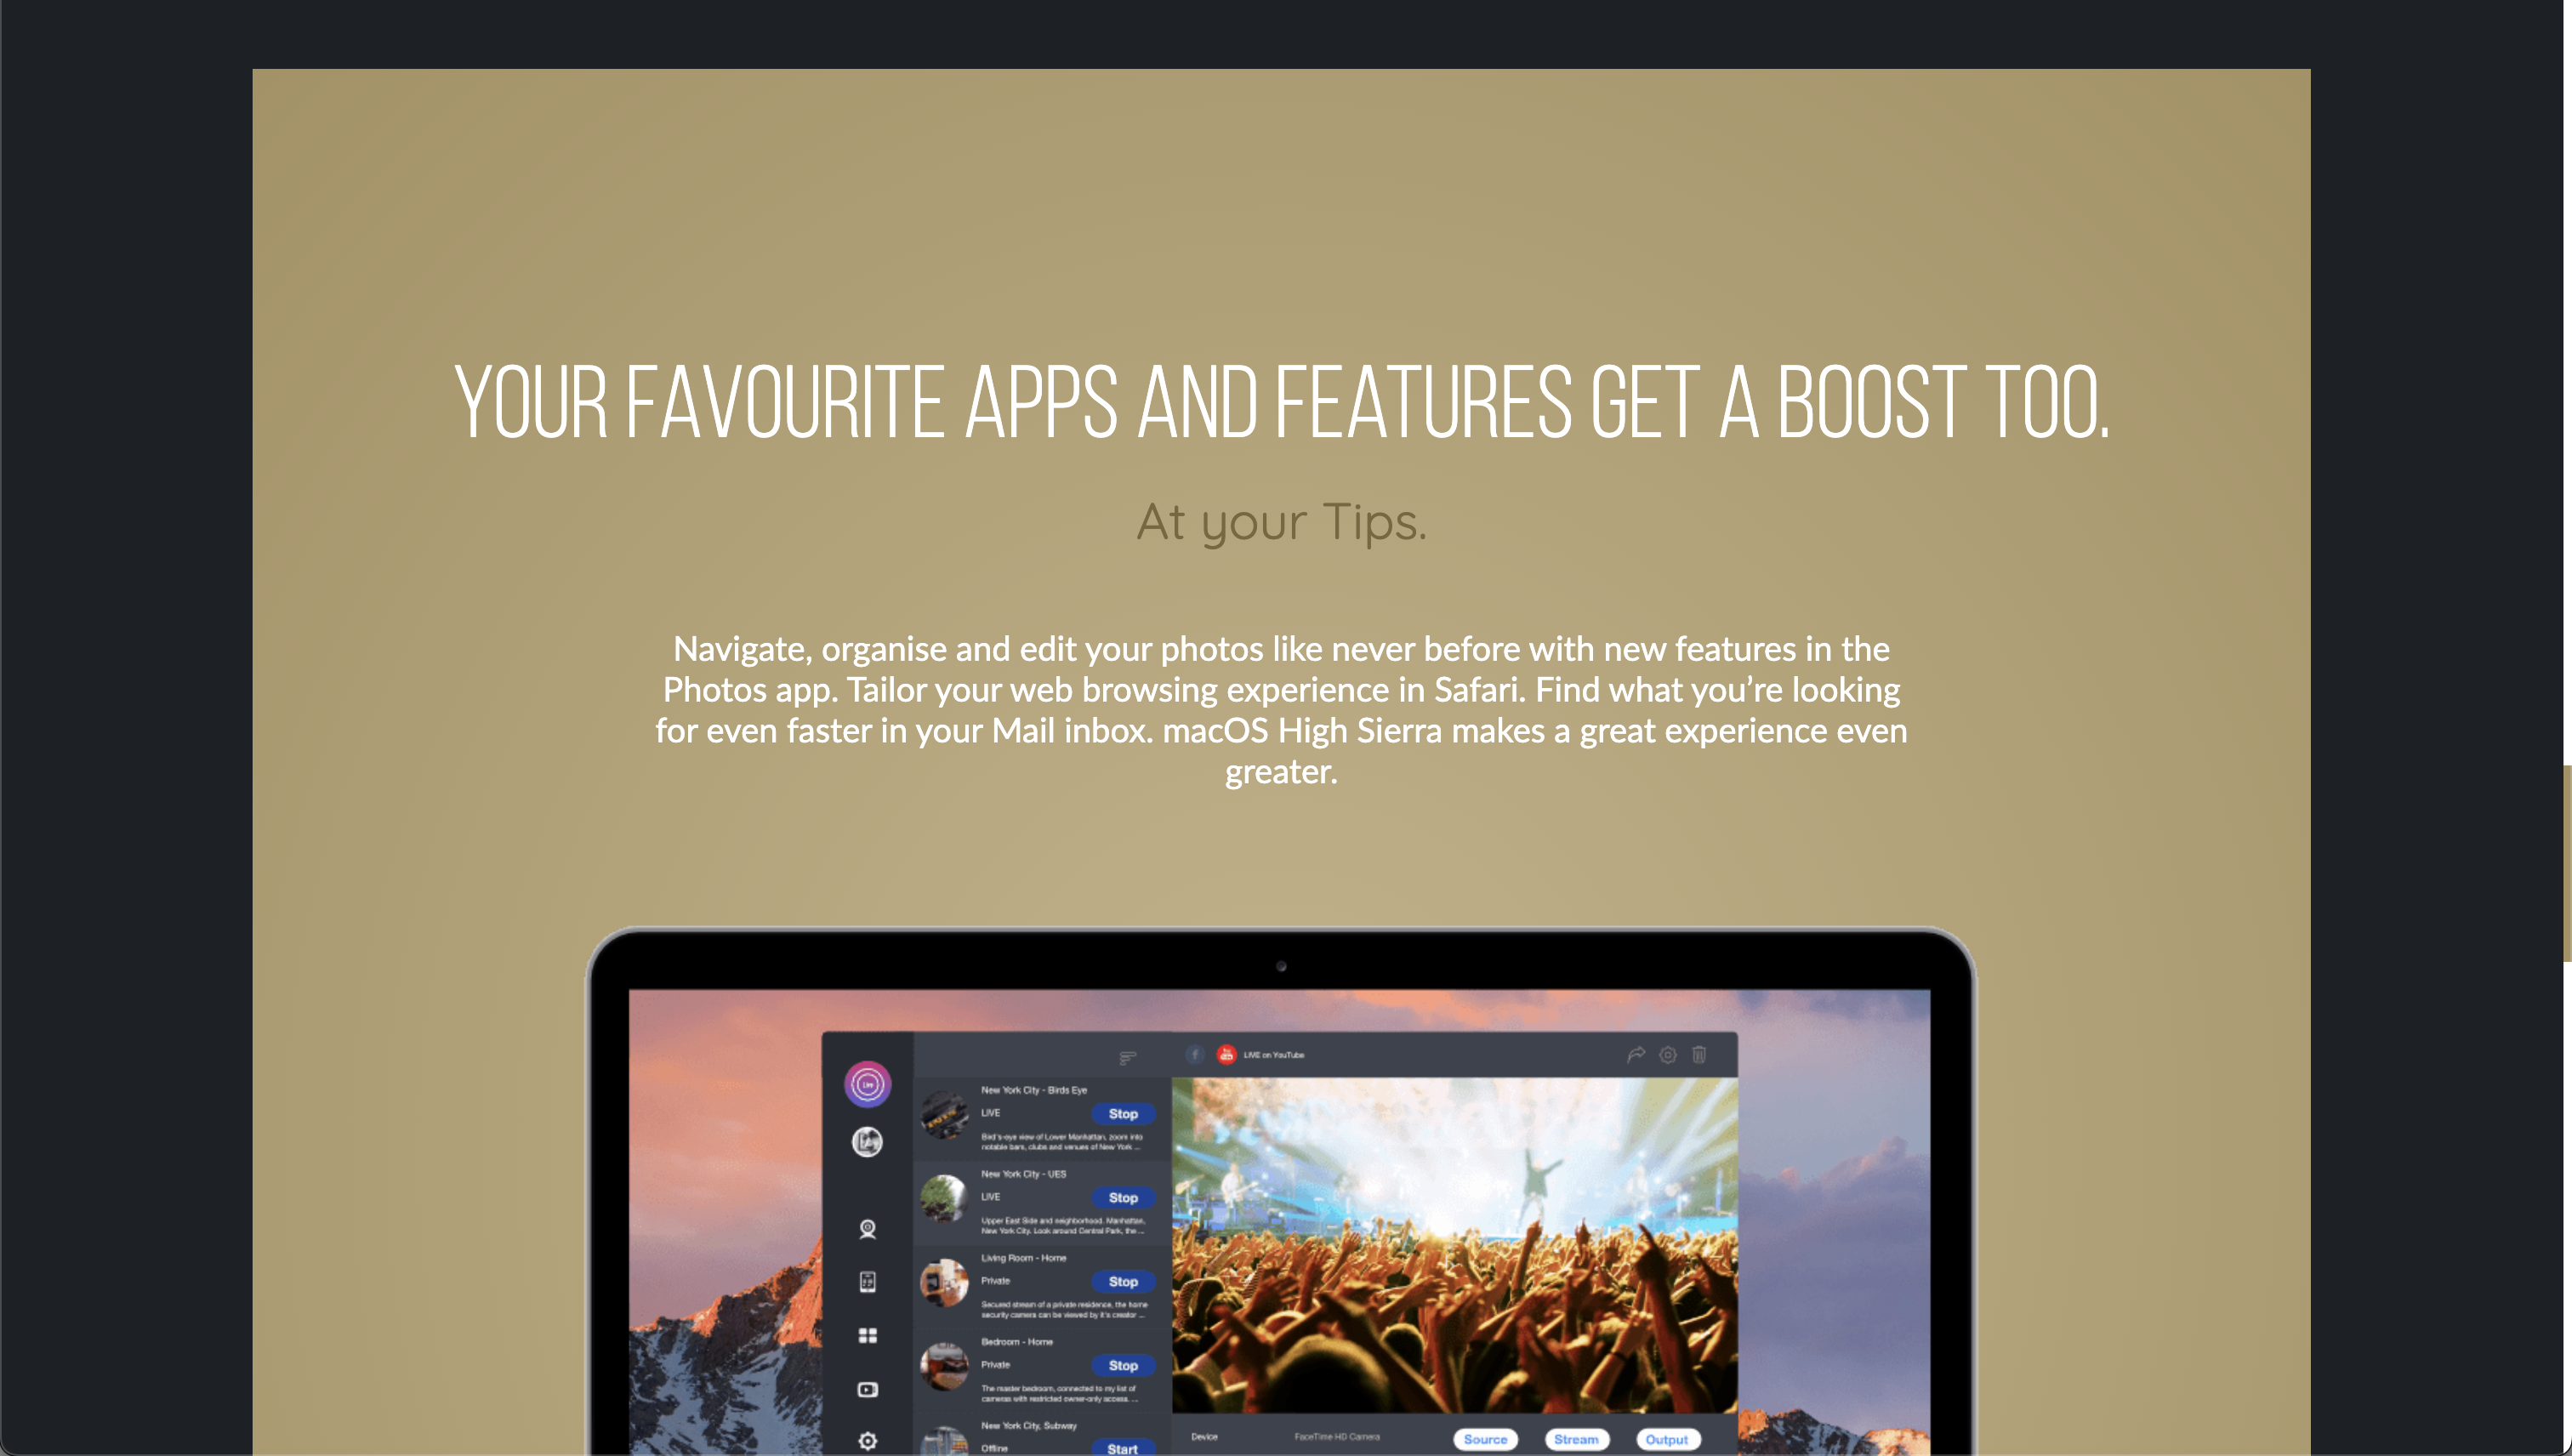 YOUR FAVOURITE APPS AND FEATURES GET A BOOST TOO.
At your Tips.
Navigate, organise and edit your photos like never before with new features in the
Photos app. Tailor your web browsing experience in Safari. Find what you’re looking
for even faster in your Mail inbox. macOS High Sierra makes a great experience even
greater.
LIVE on YouTube
New York City - Birds Eye
LIVE
Stop
Bird's-eye view of Lower Manhattan, zoom into
notable bars, clubs and venues of New York ...
New York City - UES
LIVE
Stop
Upper East Side and neighborhood. Manhattan,
New York City. Look around Central Park, the ...
Living Room - Home
Private
Stop
Secured stream of a private residence, the home
security camera can be viewed by it's creator ...
Bedroom - Home
Private
Stop
The master bedroom, connected to my list of
cameras with restricted owner-only access. ...
New York City, Subway
Offline
Start
Device
FaceTime HD Camera
Source
Stream
Output